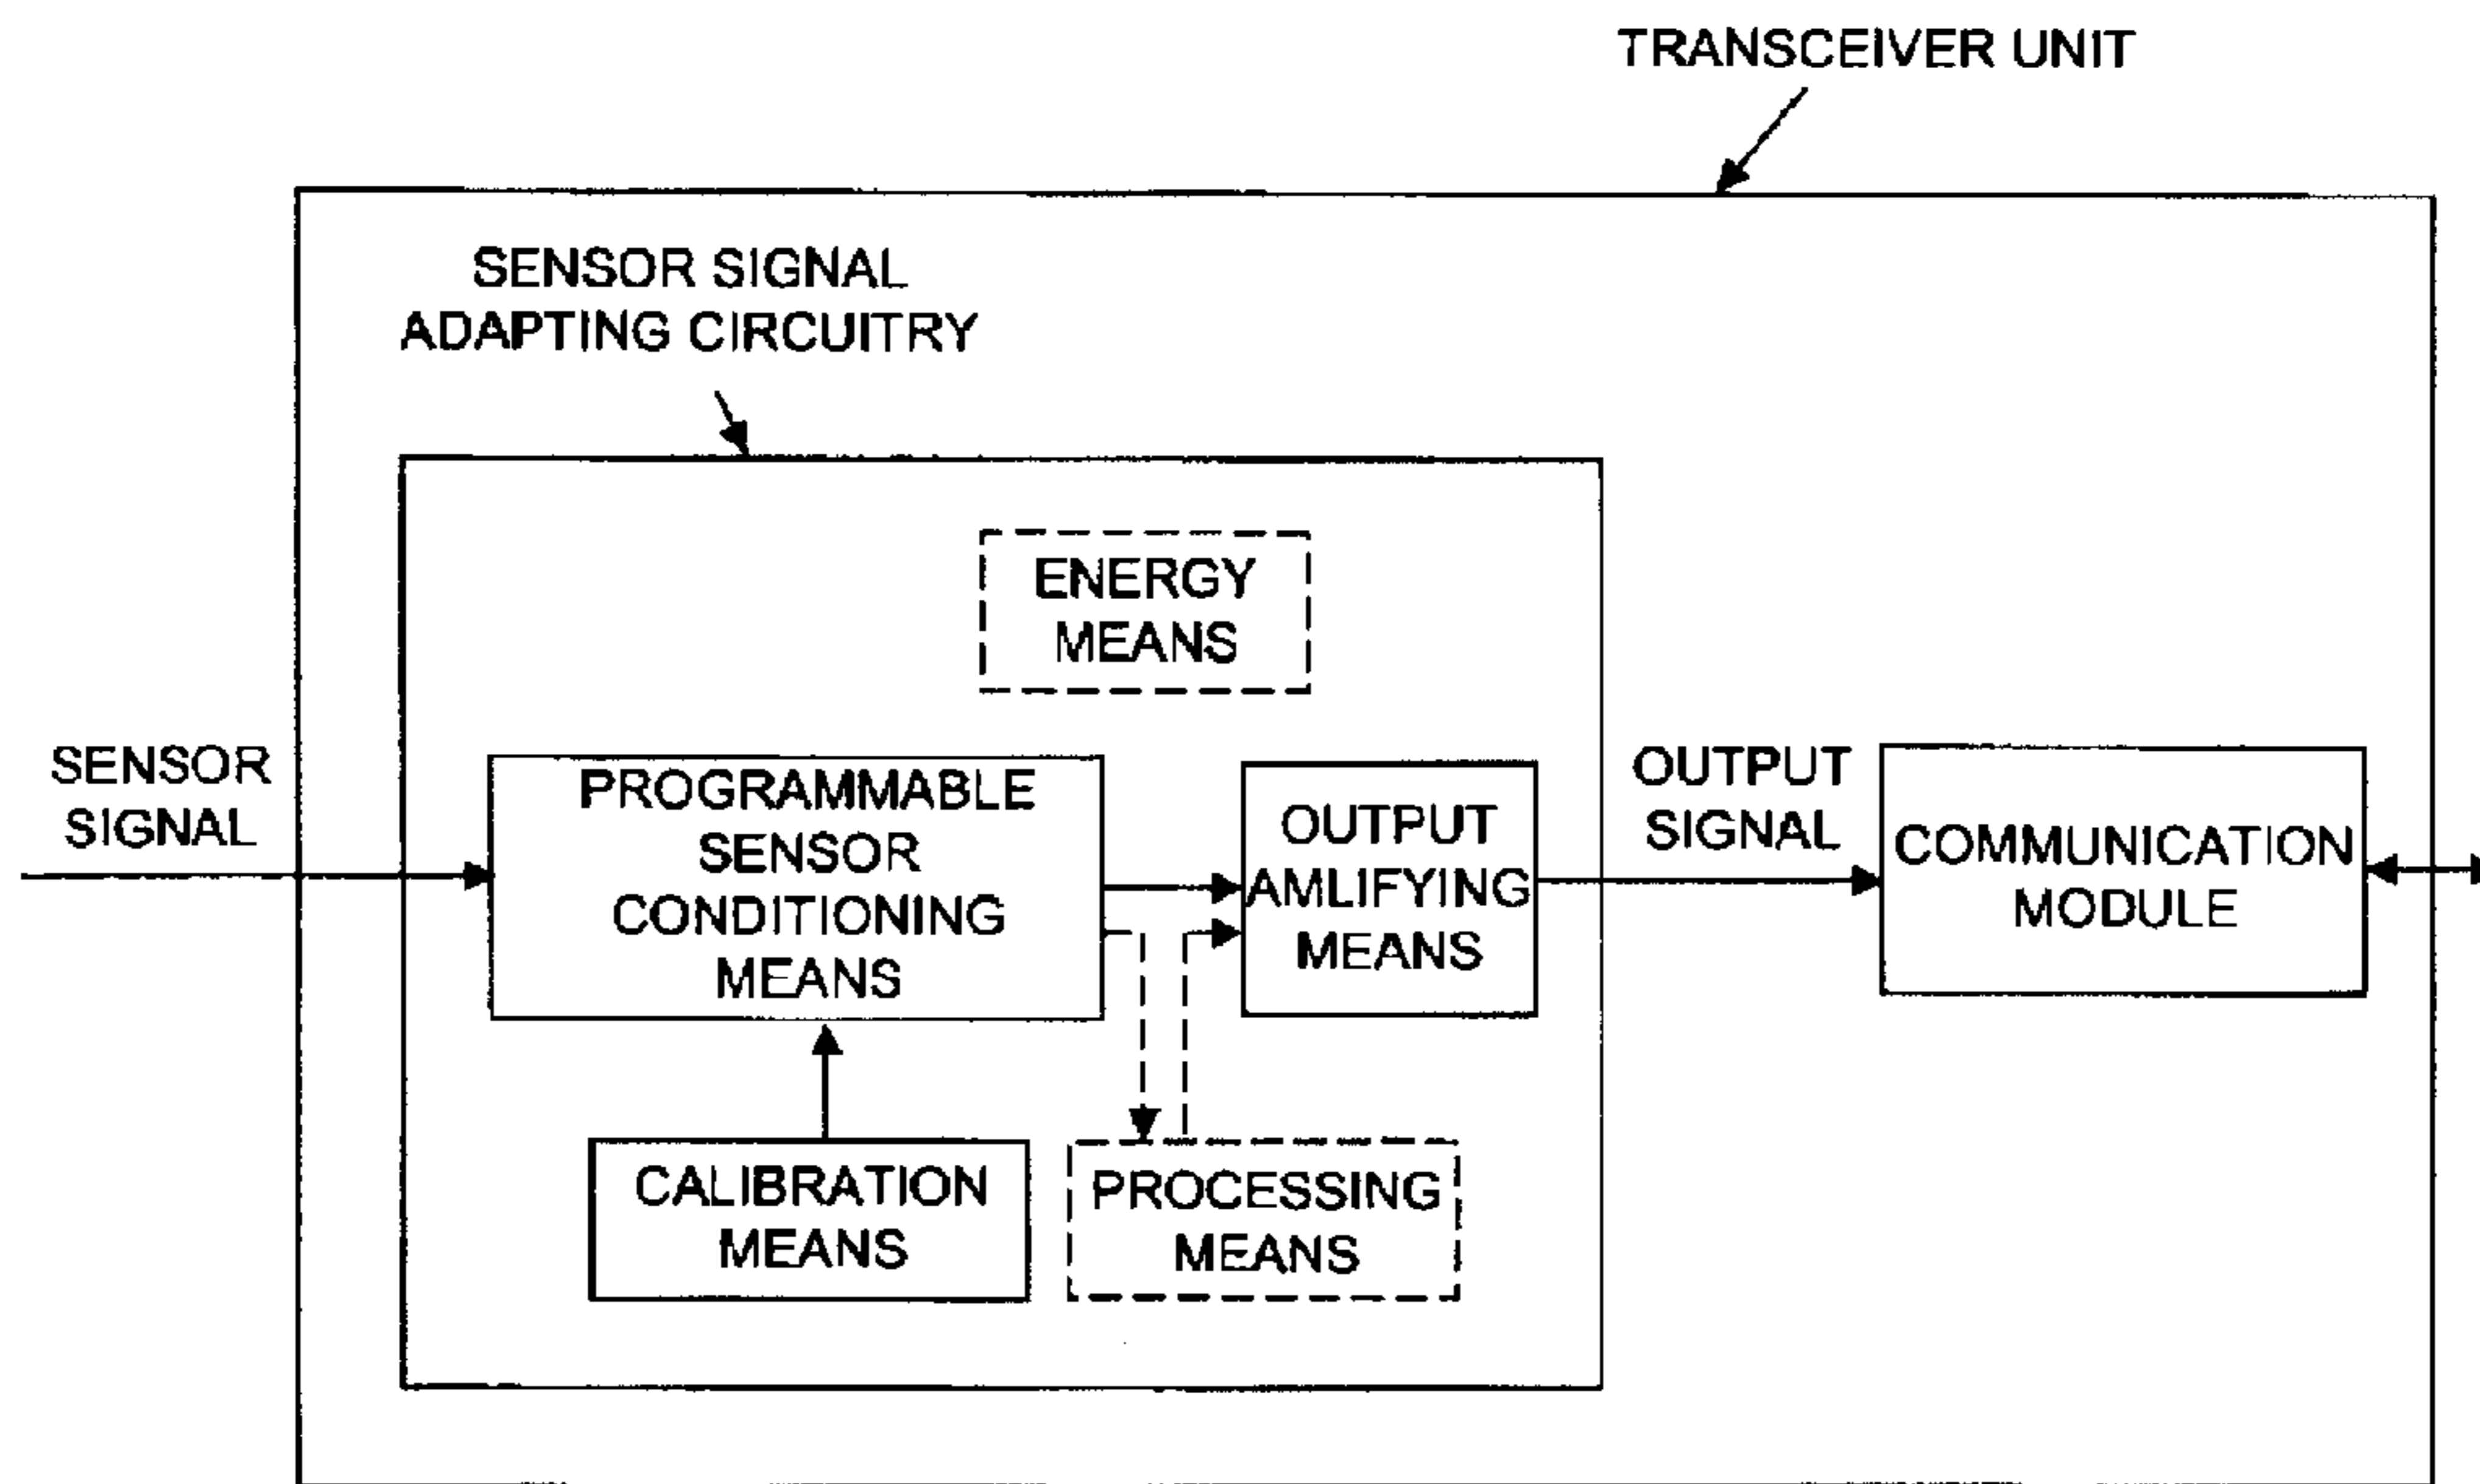 TRANSCEIVER UNIT
SENSOR SIGNAL
ADAPTING CIRCUITRY
ENERGY
MEANS
SENSOR
SIGNAL
PROGRAMMABLE
SENSOR
CONDITIONING
MEANS
OUTPUT
AMLIFYING
MEANS
OUTPUT
SIGNAL
COMMUNICATION
MODULE
CALIBRATION
MEANS
PROCESSING
MEANS